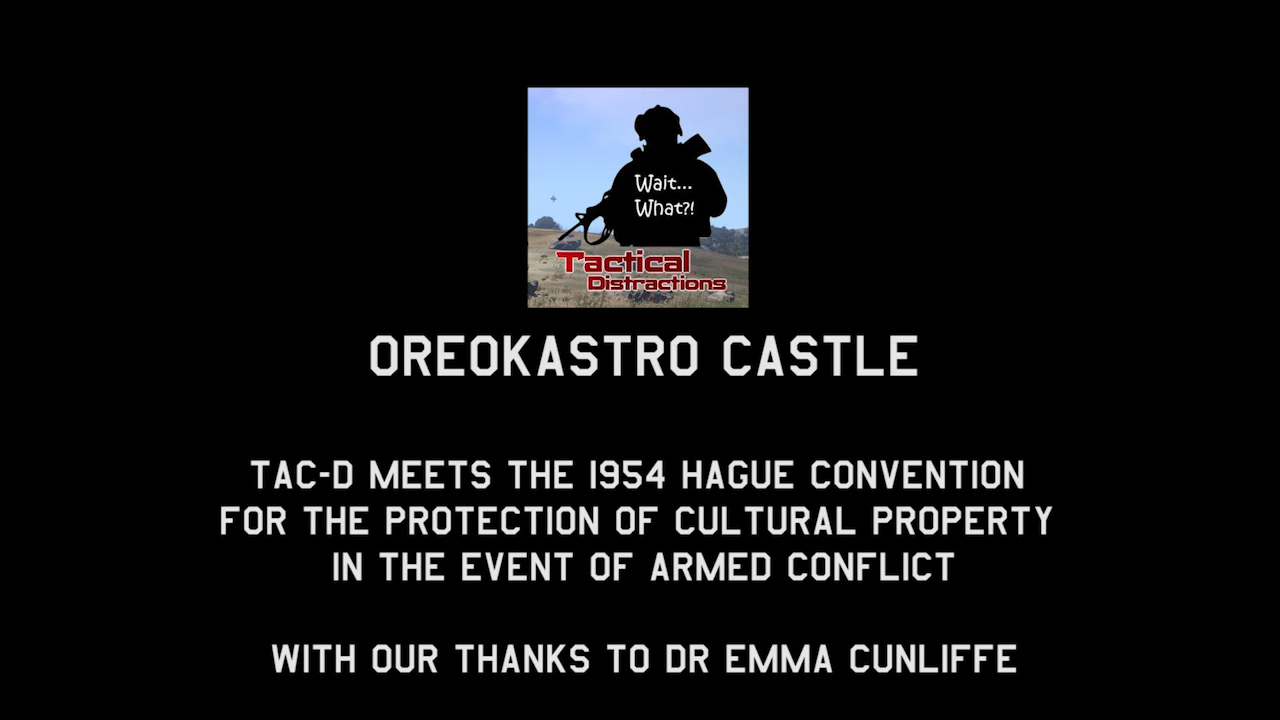 Wait...
What?!
Tactical
Distractions
OREOKASTRO CASTLE
TAC-D MEETS THE 1954 HAGUE CONVENTION
FOR THE PROTECTION OF CULTURAL PROPERTY
IN THE EVENT OF ARMED CONFLICT
WITH OUR THANKS TO DR EMMA CUNLIFFE